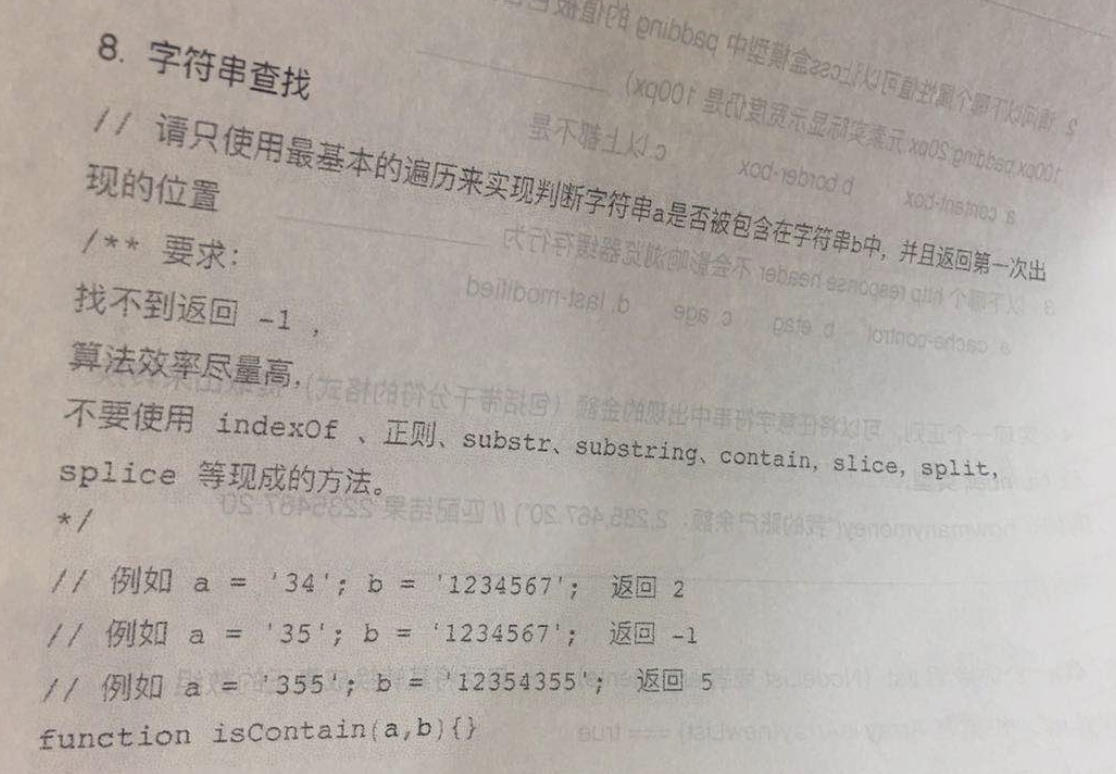 8. 字符串查找
// 请只使用最基本的遍历来实现判断字符串a是否被包含在字符串b中，并且返回第一次出
现的位置
/** 要求：
找不到返回 -1 ，
算法效率尽量高，
不要使用 indexOf 、正则、substr、substring、contain, slice, split,
splice 等现成的方法。
*/
// 例如 a = '34'; b = '1234567'; 返回 2
// 例如 a = '35'; b = '1234567'; 返回 -1
// 例如 a = '355'; b = '12354355'; 返回 5
function isContain(a,b){}